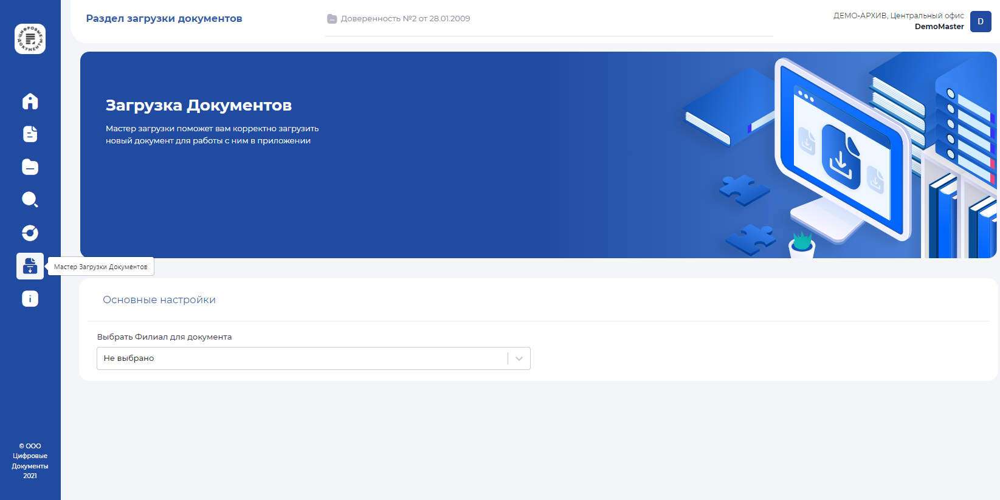 Раздел загрузки документов
Доверенность №2 от 28.01.2009
ДЕМО-АРХИВ, Центральный офис
DemoMaster
D
ЦИФРОВЫЕ ДОКУМЕНТЫ
Загрузка Документов
Мастер загрузки поможет вам корректно загрузить
новый документ для работы с ним в приложении
Мастер Загрузки Документов
i
Основные настройки
Выбрать Филиал для документа
Не выбрано
© ООО
Цифровые
Документы
2021